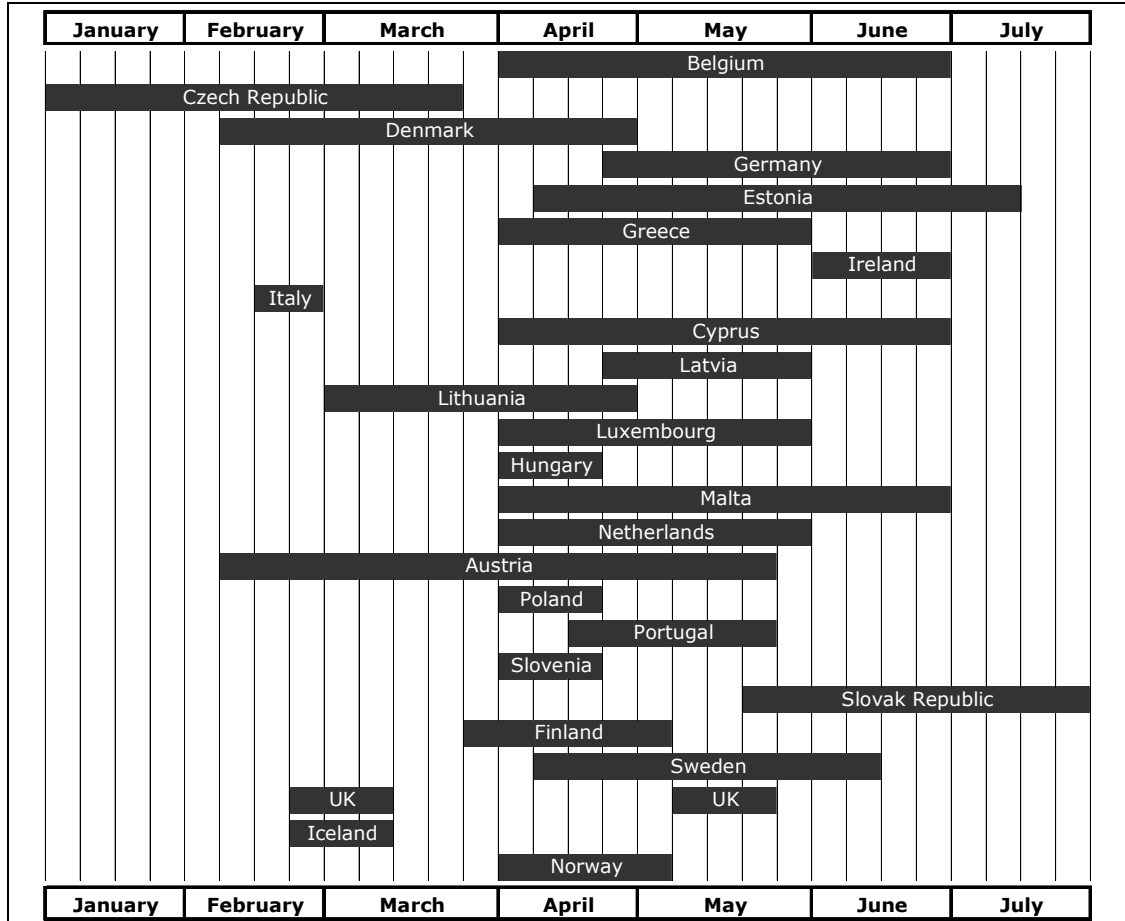 January February March April May June July
Belgium
Czech Republic
Denmark
Germany
Estonia
Greece
Ireland
Italy
Cyprus
Latvia
Lithuania
Luxembourg
Hungary
Malta
Netherlands
Austria
Poland
Portugal
Slovenia
Slovak Republic
Finland
Sweden
UK UK
Iceland
Norway
January February March April May June July